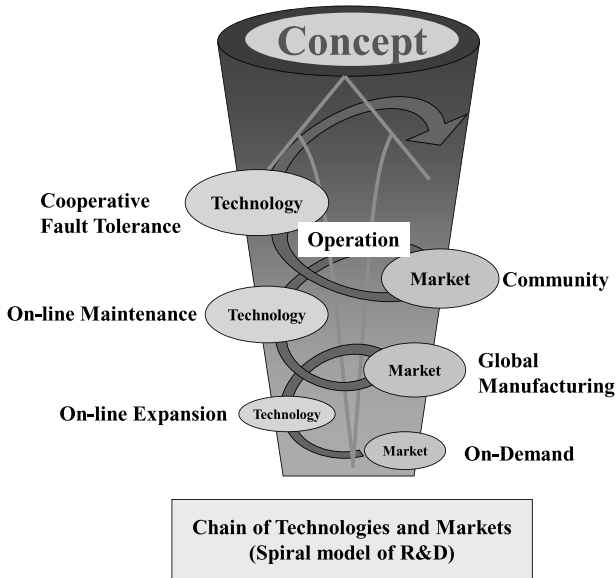 Concept
Cooperative
Fault Tolerance
Technology
Operation
Market
Community
On-line Maintenance
Technology
Market
Global
Manufacturing
On-line Expansion
Technology
Market
On-Demand
Chain of Technologies and Markets
(Spiral model of R&D)